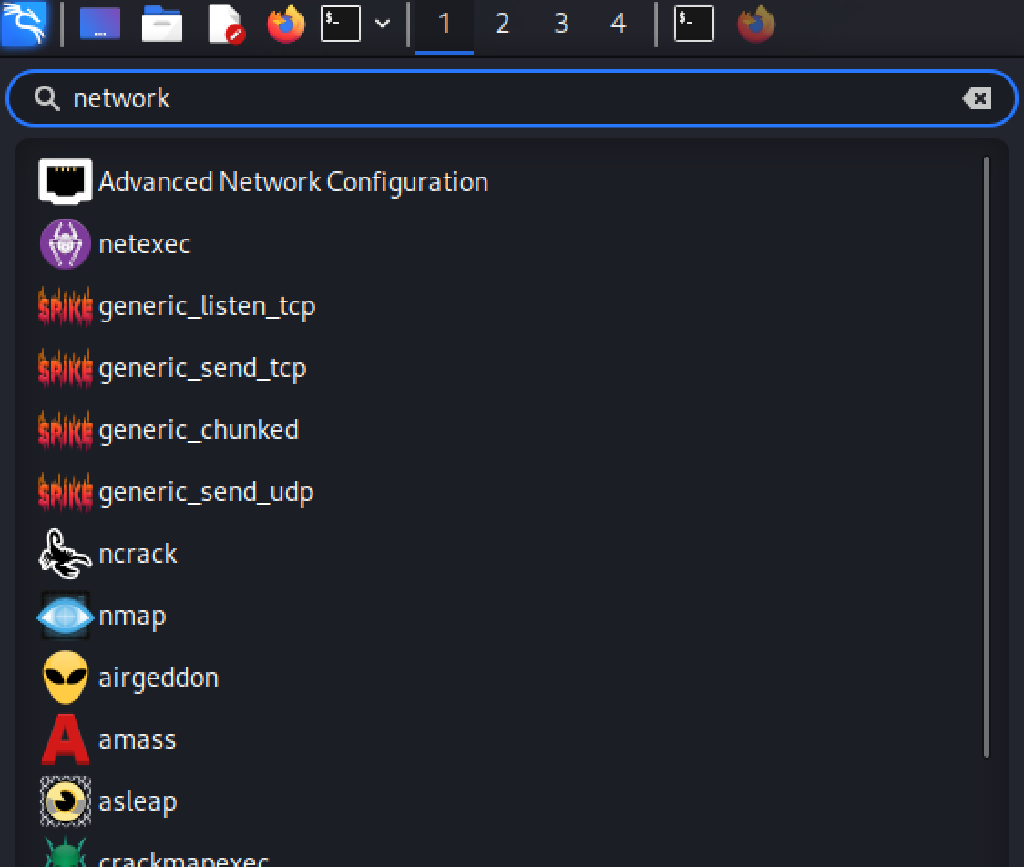 1 2 3 4
network
Advanced Network Configuration
netexec
SPIKE generic_listen_tcp
SPIKE generic_send_tcp
SPIKE generic_chunked
SPIKE generic_send_udp
ncrack
nmap
airgeddon
A amass
asleap
crackmapexec